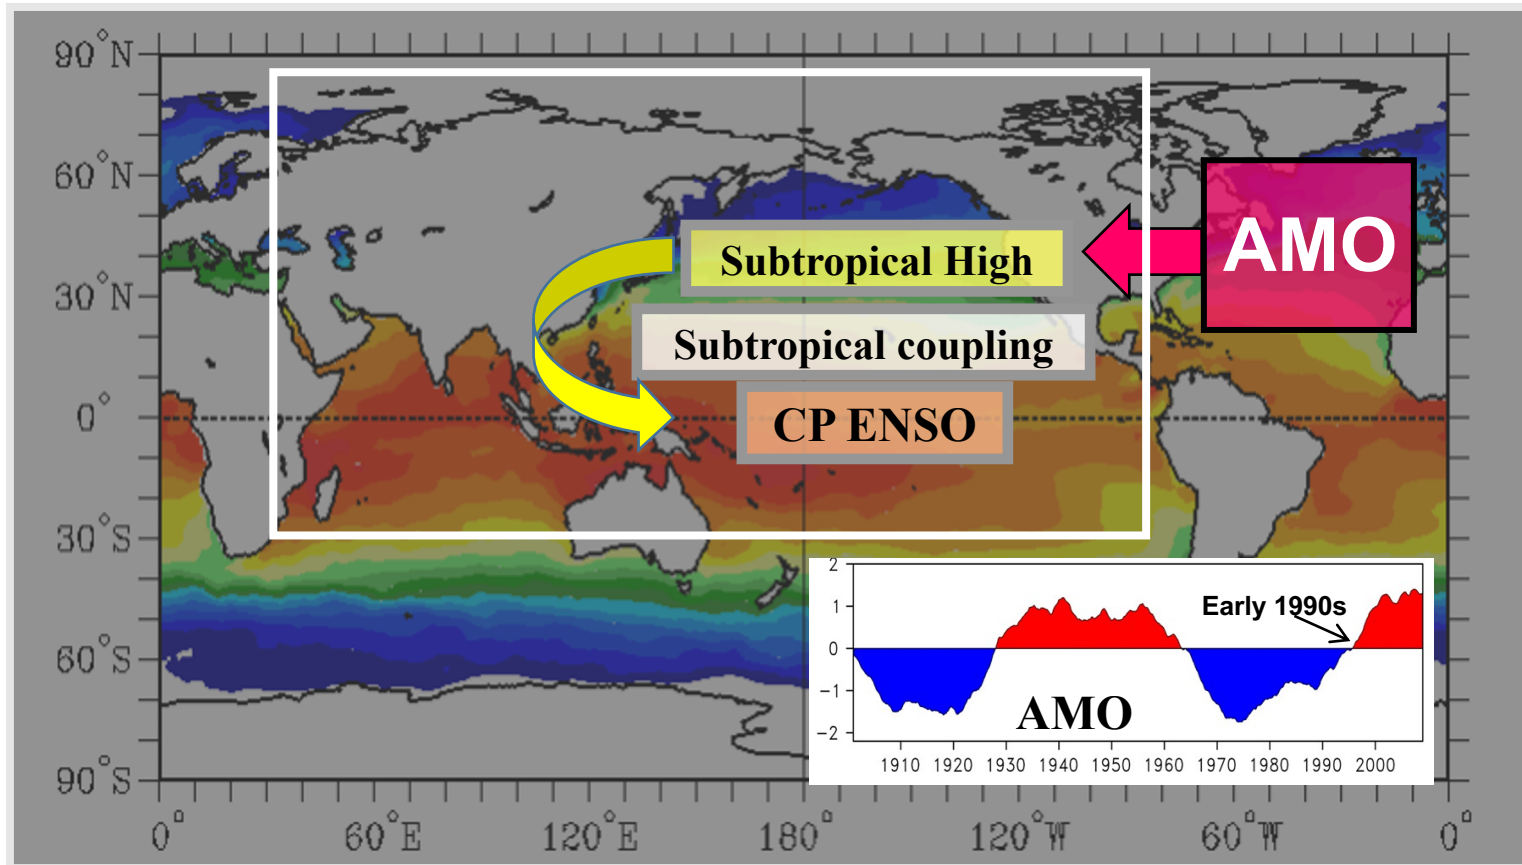 90°N
60°N
30°N
0°
30°S
60°S
90°S
AMO
Subtropical High
Subtropical coupling
CP ENSO
2
1
0
−1
−2
Early 1990s
AMO
1910 1920 1930 1940 1950 1960 1970 1980 1990 2000
0° 60°E 120°E 180° 120°W 60°W 0°